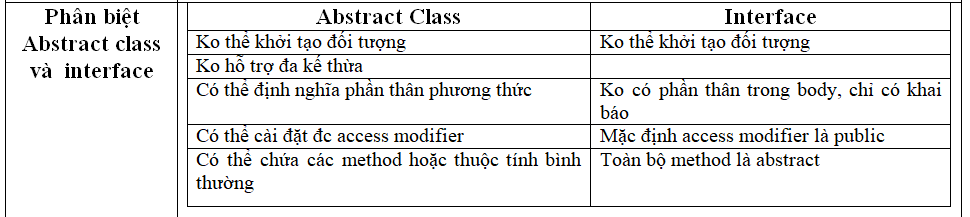 Phân biệt
Abstract class
và interface
Abstract Class
Interface
Ko thể khởi tạo đối tượng
Ko thể khởi tạo đối tượng
Ko hỗ trợ đa kế thừa
Có thể định nghĩa phần thân phương thức
Ko có phần thân trong body, chỉ có khai
báo
Có thể cài đặt đc access modifier
Mặc định access modifier là public
Có thể chứa các method hoặc thuộc tính bình
thường
Toàn bộ method là abstract